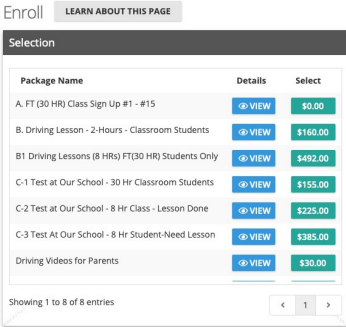 Enroll LEARN ABOUT THIS PAGE
Selection
Package Name Details Select
A. FT (30 HR) Class Sign Up #1 - #15 VIEW $0.00
B. Driving Lesson - 2-Hours - Classroom Students VIEW $160.00
B1 Driving Lessons (8 HRs) FT(30 HR) Students Only VIEW $492.00
C-1 Test at Our School - 30 Hr Classroom Students VIEW $155.00
C-2 Test at Our School - 8 Hr Class - Lesson Done VIEW $225.00
C-3 Test At Our School - 8 Hr Student-Need Lesson VIEW $385.00
Driving Videos for Parents VIEW $30.00
Showing 1 to 8 of 8 entries < 1 >